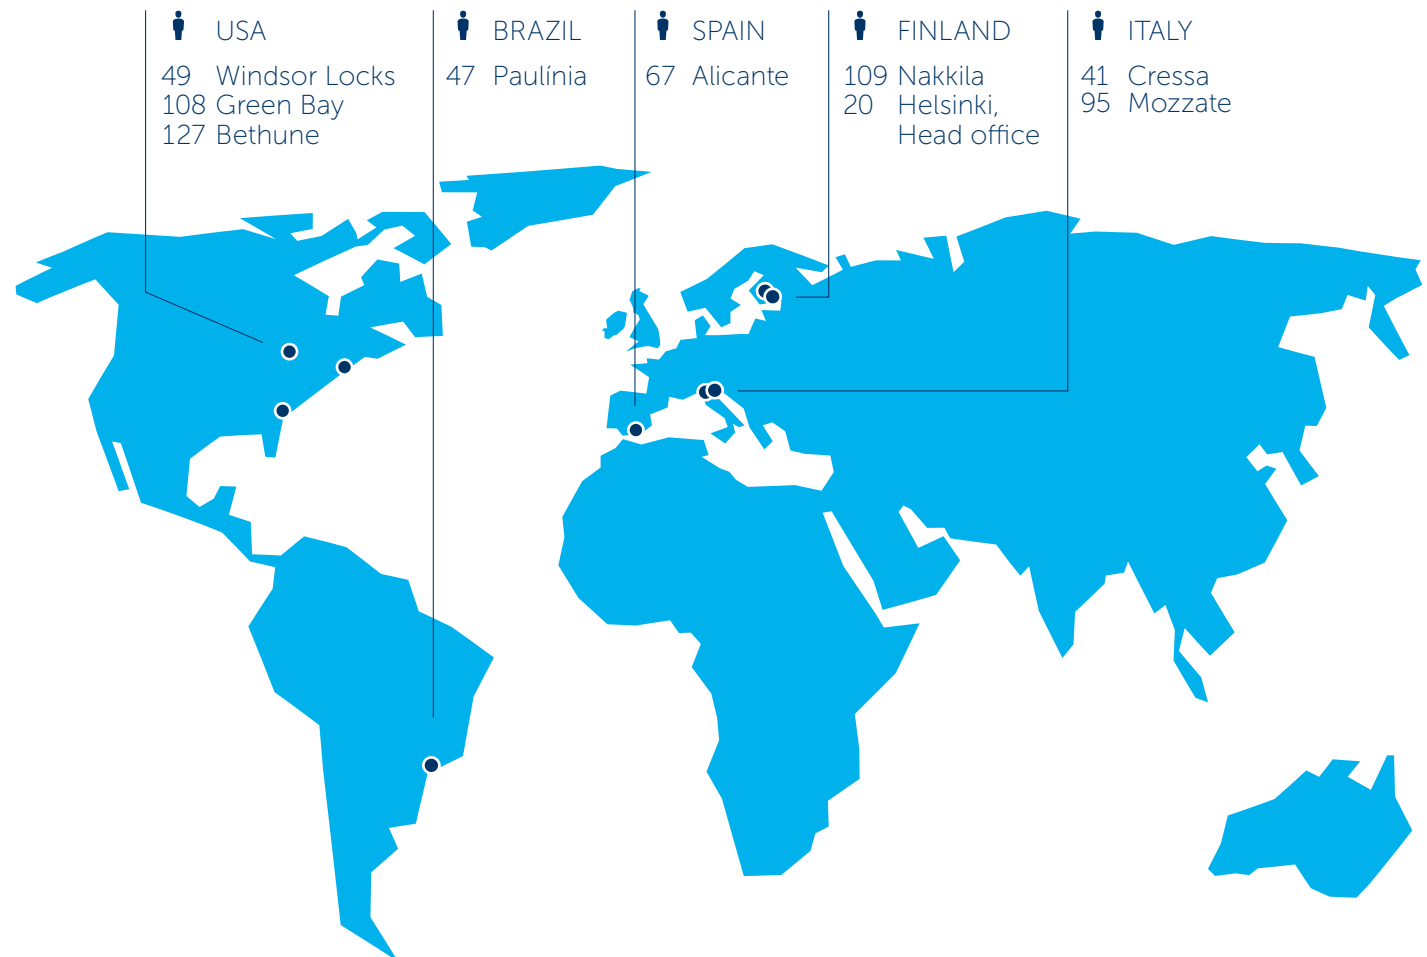 USA
49 Windsor Locks
108 Green Bay
127 Bethune
BRAZIL
47 Paulínia
SPAIN
67 Alicante
FINLAND
109 Nakkila
20 Helsinki,
Head office
ITALY
41 Cressa
95 Mozzate